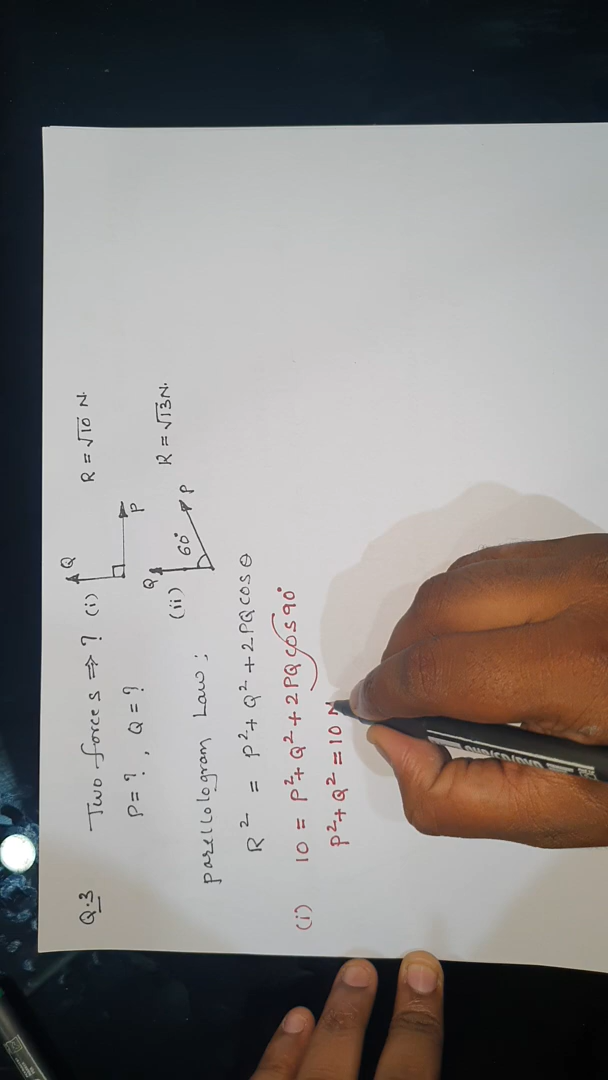 Q.3 Two forces ⇒ ? (i) Q P R = √10 N.
P = ? , Q = ? (ii) Q 60° P R = √13 N.
parellologram Law :
R² = P² + Q² + 2PQ cos θ
(i) 10 = P² + Q² + 2PQ cos 90°
P² + Q² = 10